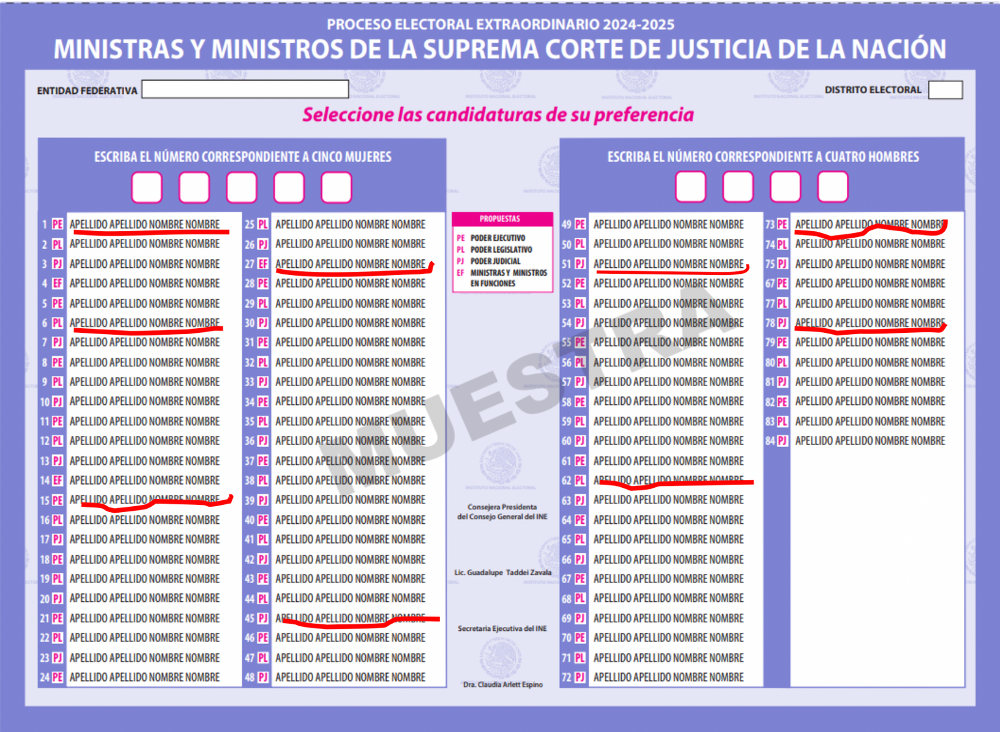 PROCESO ELECTORAL EXTRAORDINARIO 2024-2025
MINISTRAS Y MINISTROS DE LA SUPREMA CORTE DE JUSTICIA DE LA NACIÓN
ENTIDAD FEDERATIVA
DISTRITO ELECTORAL
Seleccione las candidaturas de su preferencia
ESCRIBA EL NÚMERO CORRESPONDIENTE A CINCO MUJERES
1 PE APELLIDO APELLIDO NOMBRE NOMBRE
2 PL APELLIDO APELLIDO NOMBRE NOMBRE
3 PJ APELLIDO APELLIDO NOMBRE NOMBRE
4 EF APELLIDO APELLIDO NOMBRE NOMBRE
5 PE APELLIDO APELLIDO NOMBRE NOMBRE
6 PL APELLIDO APELLIDO NOMBRE NOMBRE
7 PJ APELLIDO APELLIDO NOMBRE NOMBRE
8 PE APELLIDO APELLIDO NOMBRE NOMBRE
9 PL APELLIDO APELLIDO NOMBRE NOMBRE
10 PJ APELLIDO APELLIDO NOMBRE NOMBRE
11 PE APELLIDO APELLIDO NOMBRE NOMBRE
12 PL APELLIDO APELLIDO NOMBRE NOMBRE
13 PJ APELLIDO APELLIDO NOMBRE NOMBRE
14 EF APELLIDO APELLIDO NOMBRE NOMBRE
15 PE APELLIDO APELLIDO NOMBRE NOMBRE
16 PL APELLIDO APELLIDO NOMBRE NOMBRE
17 PJ APELLIDO APELLIDO NOMBRE NOMBRE
18 PE APELLIDO APELLIDO NOMBRE NOMBRE
19 PL APELLIDO APELLIDO NOMBRE NOMBRE
20 PJ APELLIDO APELLIDO NOMBRE NOMBRE
21 PE APELLIDO APELLIDO NOMBRE NOMBRE
22 PL APELLIDO APELLIDO NOMBRE NOMBRE
23 PJ APELLIDO APELLIDO NOMBRE NOMBRE
24 PE APELLIDO APELLIDO NOMBRE NOMBRE
25 PL APELLIDO APELLIDO NOMBRE NOMBRE
26 PJ APELLIDO APELLIDO NOMBRE NOMBRE
27 EF APELLIDO APELLIDO NOMBRE NOMBRE
28 PE APELLIDO APELLIDO NOMBRE NOMBRE
29 PL APELLIDO APELLIDO NOMBRE NOMBRE
30 PJ APELLIDO APELLIDO NOMBRE NOMBRE
31 PE APELLIDO APELLIDO NOMBRE NOMBRE
32 PL APELLIDO APELLIDO NOMBRE NOMBRE
33 PJ APELLIDO APELLIDO NOMBRE NOMBRE
34 PE APELLIDO APELLIDO NOMBRE NOMBRE
35 PL APELLIDO APELLIDO NOMBRE NOMBRE
36 PJ APELLIDO APELLIDO NOMBRE NOMBRE
37 PE APELLIDO APELLIDO NOMBRE NOMBRE
38 PL APELLIDO APELLIDO NOMBRE NOMBRE
39 PJ APELLIDO APELLIDO NOMBRE NOMBRE
40 PE APELLIDO APELLIDO NOMBRE NOMBRE
41 PL APELLIDO APELLIDO NOMBRE NOMBRE
42 PJ APELLIDO APELLIDO NOMBRE NOMBRE
43 PE APELLIDO APELLIDO NOMBRE NOMBRE
44 PL APELLIDO APELLIDO NOMBRE NOMBRE
45 PJ APELLIDO APELLIDO NOMBRE NOMBRE
46 PE APELLIDO APELLIDO NOMBRE NOMBRE
47 PL APELLIDO APELLIDO NOMBRE NOMBRE
48 PJ APELLIDO APELLIDO NOMBRE NOMBRE
PROPUESTAS
PE PODER EJECUTIVO
PL PODER LEGISLATIVO
PJ PODER JUDICIAL
EF MINISTRAS Y MINISTROS
EN FUNCIONES
MUESTRA
INSTITUTO NACIONAL ELECTORAL
Consejera Presidenta
del Consejo General del INE
Lic. Guadalupe Taddei Zavala
Secretaria Ejecutiva del INE
Dra. Claudia Arlett Espino
ESCRIBA EL NÚMERO CORRESPONDIENTE A CUATRO HOMBRES
49 PE APELLIDO APELLIDO NOMBRE NOMBRE
50 PL APELLIDO APELLIDO NOMBRE NOMBRE
51 PJ APELLIDO APELLIDO NOMBRE NOMBRE
52 PE APELLIDO APELLIDO NOMBRE NOMBRE
53 PL APELLIDO APELLIDO NOMBRE NOMBRE
54 PJ APELLIDO APELLIDO NOMBRE NOMBRE
55 PE APELLIDO APELLIDO NOMBRE NOMBRE
56 PL APELLIDO APELLIDO NOMBRE NOMBRE
57 PJ APELLIDO APELLIDO NOMBRE NOMBRE
58 PE APELLIDO APELLIDO NOMBRE NOMBRE
59 PL APELLIDO APELLIDO NOMBRE NOMBRE
60 PJ APELLIDO APELLIDO NOMBRE NOMBRE
61 PE APELLIDO APELLIDO NOMBRE NOMBRE
62 PL APELLIDO APELLIDO NOMBRE NOMBRE
63 PJ APELLIDO APELLIDO NOMBRE NOMBRE
64 PE APELLIDO APELLIDO NOMBRE NOMBRE
65 PL APELLIDO APELLIDO NOMBRE NOMBRE
66 PJ APELLIDO APELLIDO NOMBRE NOMBRE
67 PE APELLIDO APELLIDO NOMBRE NOMBRE
68 PL APELLIDO APELLIDO NOMBRE NOMBRE
69 PJ APELLIDO APELLIDO NOMBRE NOMBRE
70 PE APELLIDO APELLIDO NOMBRE NOMBRE
71 PL APELLIDO APELLIDO NOMBRE NOMBRE
72 PJ APELLIDO APELLIDO NOMBRE NOMBRE
73 PE APELLIDO APELLIDO NOMBRE NOMBRE
74 PL APELLIDO APELLIDO NOMBRE NOMBRE
75 PJ APELLIDO APELLIDO NOMBRE NOMBRE
67 PE APELLIDO APELLIDO NOMBRE NOMBRE
77 PL APELLIDO APELLIDO NOMBRE NOMBRE
78 PJ APELLIDO APELLIDO NOMBRE NOMBRE
79 PE APELLIDO APELLIDO NOMBRE NOMBRE
80 PL APELLIDO APELLIDO NOMBRE NOMBRE
81 PJ APELLIDO APELLIDO NOMBRE NOMBRE
82 PE APELLIDO APELLIDO NOMBRE NOMBRE
83 PL APELLIDO APELLIDO NOMBRE NOMBRE
84 PJ APELLIDO APELLIDO NOMBRE NOMBRE